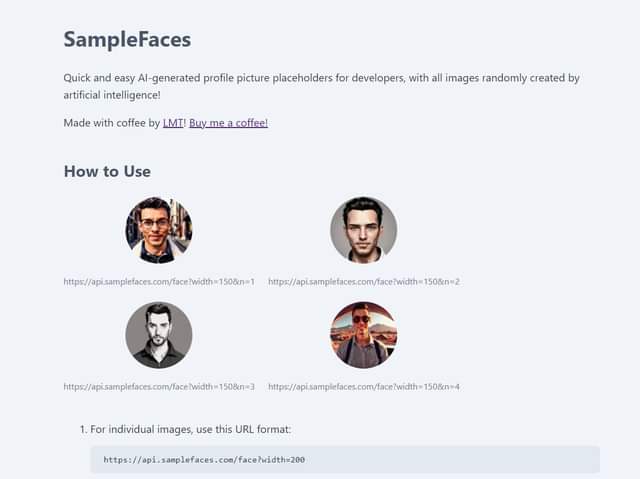 SampleFaces
Quick and easy AI-generated profile picture placeholders for developers, with all images randomly created by
artificial intelligence!
Made with coffee by LMT! Buy me a coffee!
How to Use
https://api.samplefaces.com/face?width=150&n=1
https://api.samplefaces.com/face?width=150&n=2
https://api.samplefaces.com/face?width=150&n=3
https://api.samplefaces.com/face?width=150&n=4
1. For individual images, use this URL format:
https://api.samplefaces.com/face?width=200